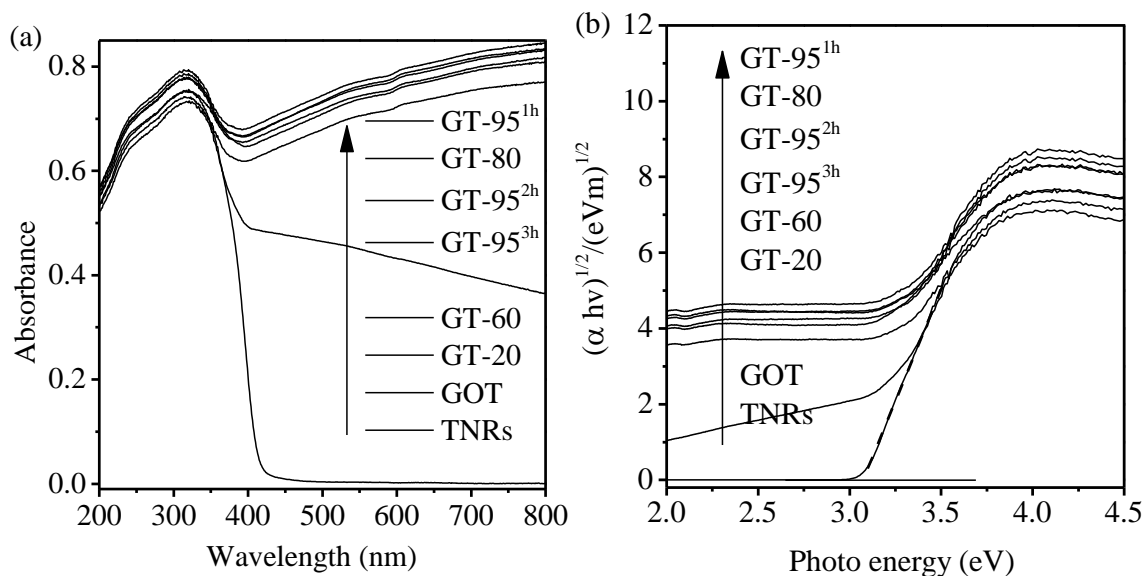 (a)
0.8
0.6
0.4
0.2
0.0
Absorbance
200 300 400 500 600 700 800
Wavelength (nm)
GT-95^1h
GT-80
GT-95^2h
GT-95^3h
GT-60
GT-20
GOT
TNRs
(b)
12
10
8
6
4
2
0
(α hv)^1/2/(eVm)^1/2
2.0 2.5 3.0 3.5 4.0 4.5
Photo energy (eV)
GT-95^1h
GT-80
GT-95^2h
GT-95^3h
GT-60
GT-20
GOT
TNRs